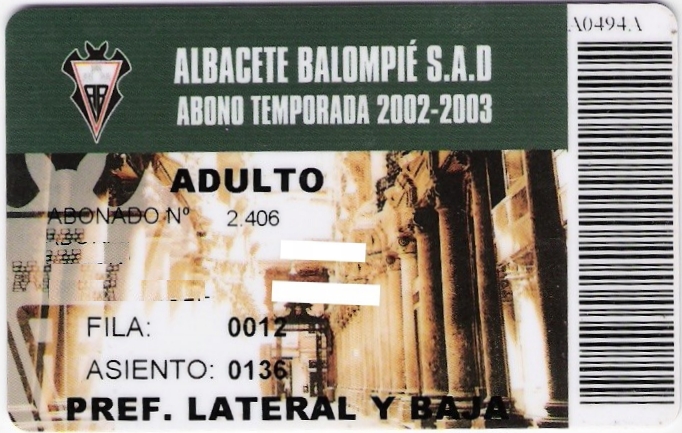 A0494A
ALBACETE BALOMPIÉ S.A.D
ABONO TEMPORADA 2002-2003
ADULTO
ABONADO Nº 2.406
FILA: 0012
ASIENTO: 0136
PREF. LATERAL Y BAJA